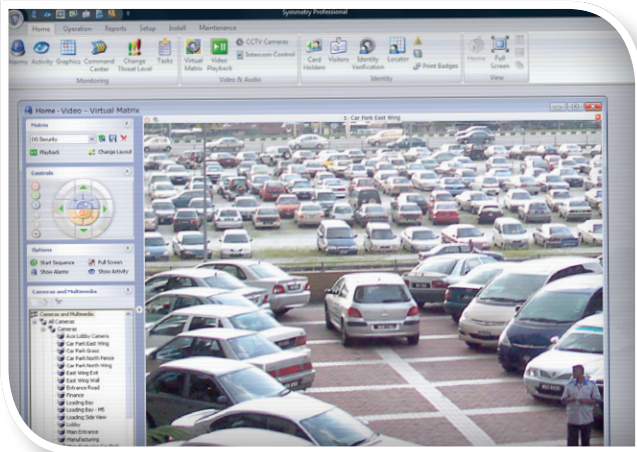 Symmetry Professional
Home Operation Reports Setup Install Maintenance
Alarms Activity Graphics Command Center Change Threat Level Tasks
Virtual Matrix Video Playback CCTV Cameras Intercom Control
Card Holders Visitors Identity Verification Locator Print Badges
Home Full Screen
Monitoring Video & Audio Identity View
Home - Video - Virtual Matrix
Matrix
1- Car Park East Wing
Security
Playback Change Layout
Controls
Options
Start Sequence Full Screen
Show Alarms Show Activity
Cameras and Multimedia
Cameras and Multimedia
All Cameras
Cameras
Lobby Camera
Car Park East Wing
Car Park Grass
Car Park North Fence
Car Park North Wing
East Wing Exit
East Wing Wall
Entrance Road
Finance
Loading Bay
Loading Bay - MS
Loading Side View
Lobby
Main Entrance
Manufacturing